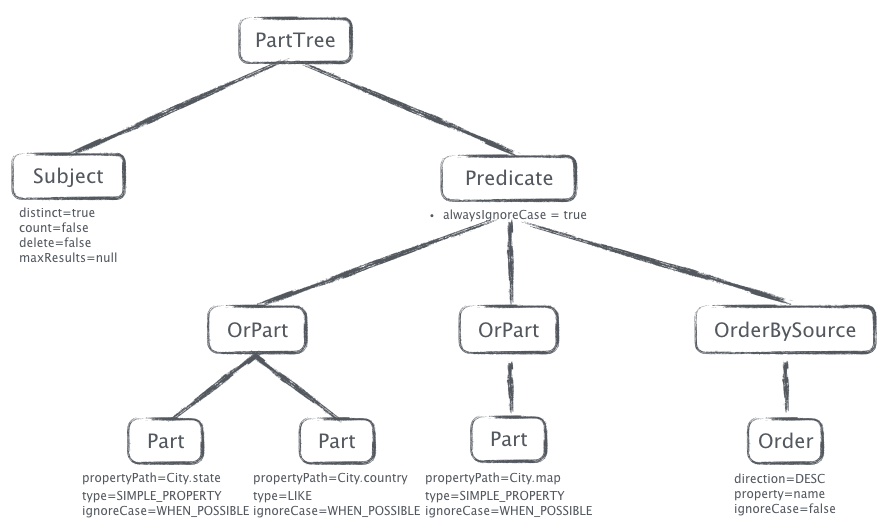 PartTree
Subject
distinct=true
count=false
delete=false
maxResults=null
Predicate
• alwaysIgnoreCase = true
OrPart
OrPart
OrderBySource
Part
propertyPath=City.state
type=SIMPLE_PROPERTY
ignoreCase=WHEN_POSSIBLE
Part
propertyPath=City.country
type=LIKE
ignoreCase=WHEN_POSSIBLE
Part
propertyPath=City.map
type=SIMPLE_PROPERTY
ignoreCase=WHEN_POSSIBLE
Order
direction=DESC
property=name
ignoreCase=false